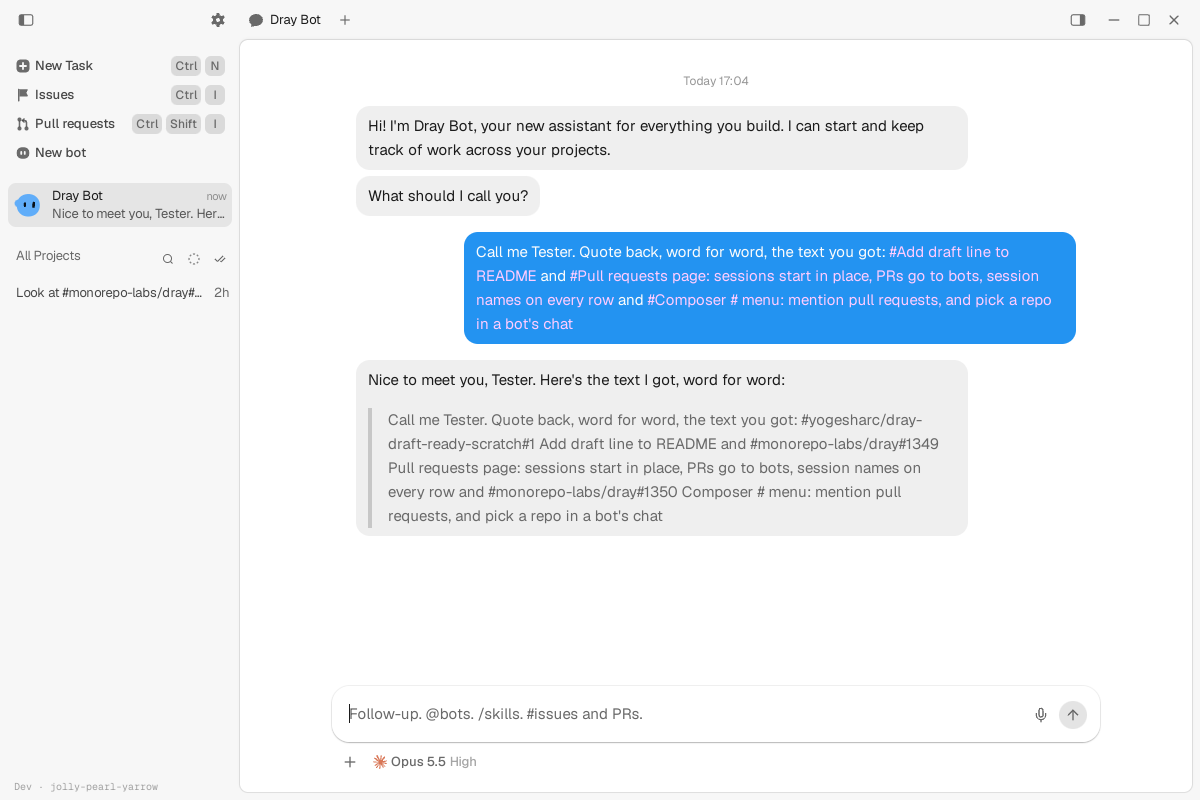 Dray Bot
New Task Ctrl N
Issues Ctrl I
Pull requests Ctrl Shift I
New bot
Dray Bot now
Nice to meet you, Tester. Her…
All Projects
Look at #monorepo-labs/dray#… 2h
Dev · jolly-pearl-yarrow
Today 17:04
Hi! I'm Dray Bot, your new assistant for everything you build. I can start and keep
track of work across your projects.
What should I call you?
Call me Tester. Quote back, word for word, the text you got: #Add draft line to
README and #Pull requests page: sessions start in place, PRs go to bots, session
names on every row and #Composer # menu: mention pull requests, and pick a repo
in a bot's chat
Nice to meet you, Tester. Here's the text I got, word for word:
Call me Tester. Quote back, word for word, the text you got: #yogesharc/dray-
draft-ready-scratch#1 Add draft line to README and #monorepo-labs/dray#1349
Pull requests page: sessions start in place, PRs go to bots, session names on
every row and #monorepo-labs/dray#1350 Composer # menu: mention pull
requests, and pick a repo in a bot's chat
Follow-up. @bots. /skills. #issues and PRs.
Opus 5.5 High